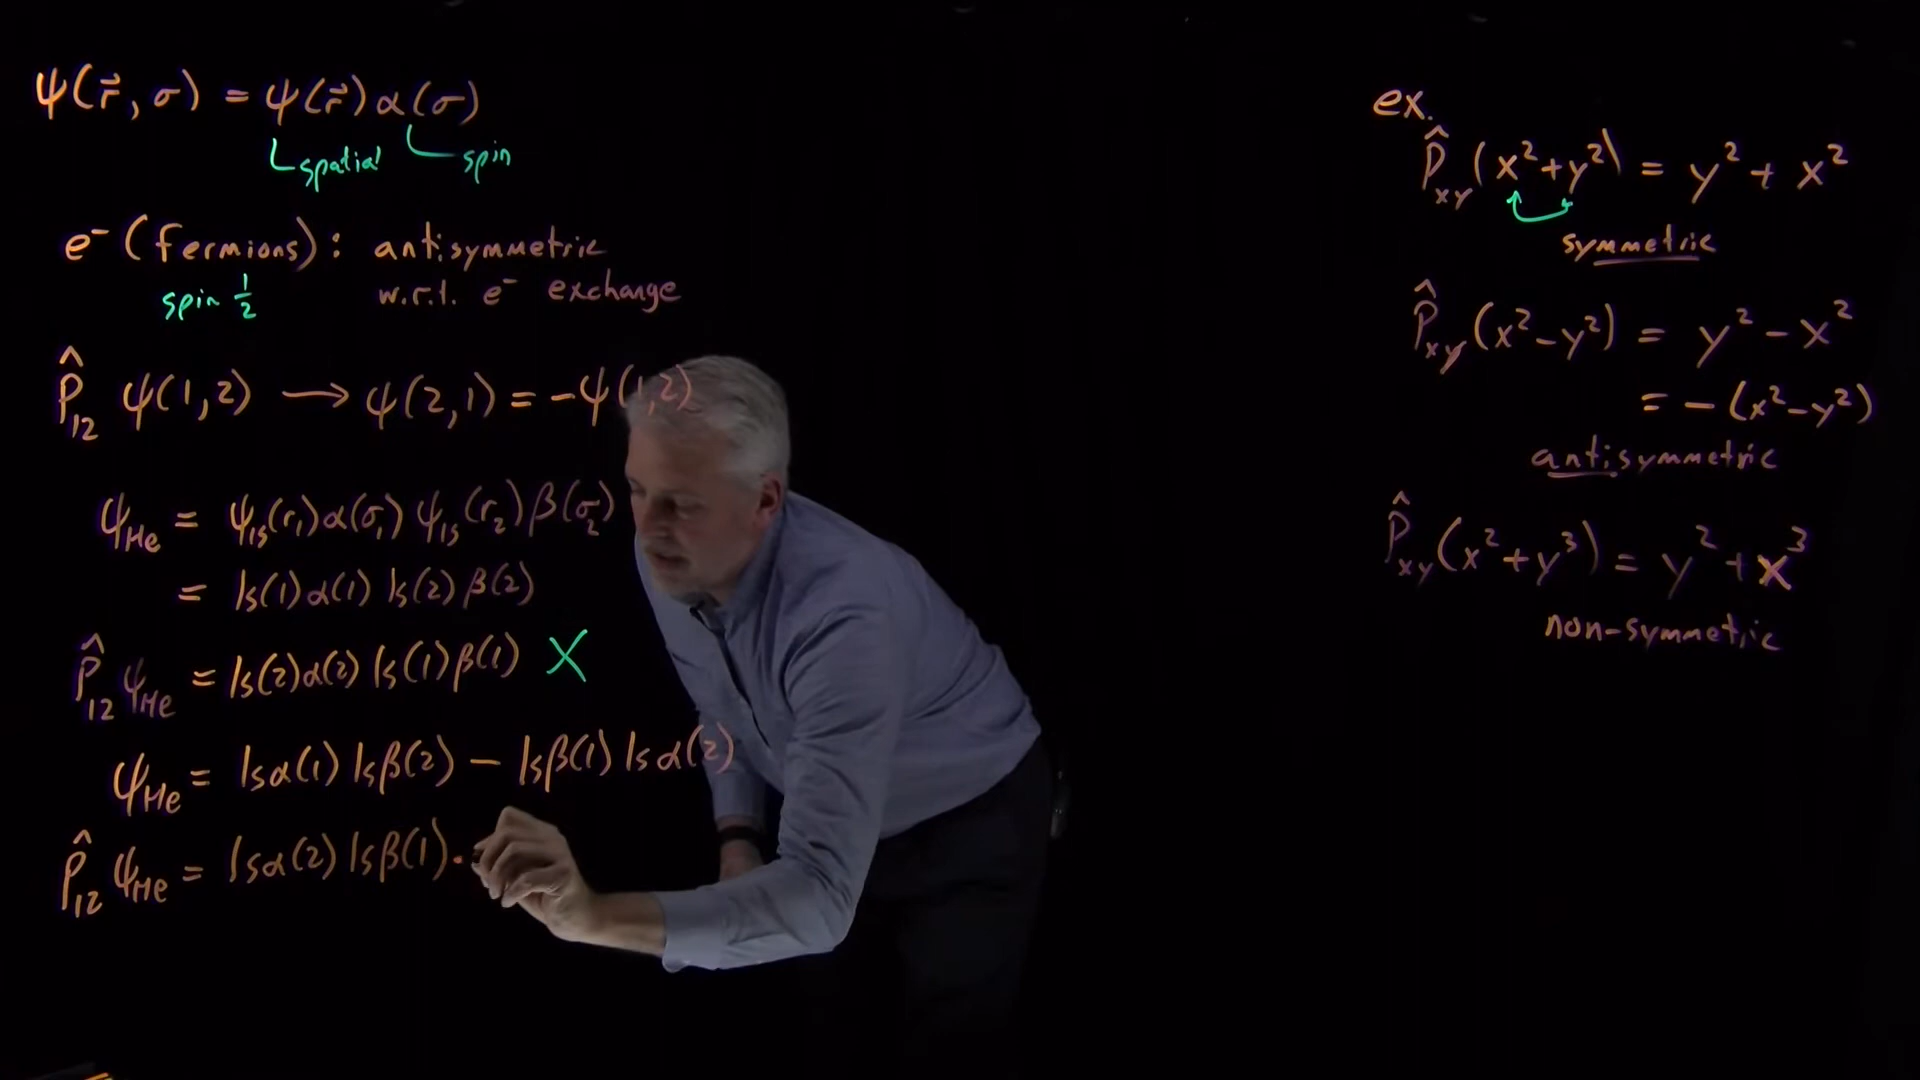 ψ(r⃗, σ) = ψ(r⃗) α(σ)
spatial spin
e⁻ (fermions): antisymmetric
spin 1/2 w.r.t. e⁻ exchange
P̂₁₂ ψ(1,2) → ψ(2,1) = -ψ(1,2)
ψHe = ψ1s(r₁)α(σ₁) ψ1s(r₂)β(σ₂)
= 1s(1)α(1) 1s(2)β(2)
P̂₁₂ ψHe = 1s(2)α(2) 1s(1)β(1) X
ψHe = 1sα(1) 1sβ(2) − 1sβ(1) 1sα(2)
P̂₁₂ ψHe = 1sα(2) 1sβ(1)
ex.
P̂xy (x²+y²) = y² + x²
symmetric
P̂xy (x²−y²) = y² − x²
= −(x²−y²)
antisymmetric
P̂xy (x²+y³) = y² + x³
non-symmetric